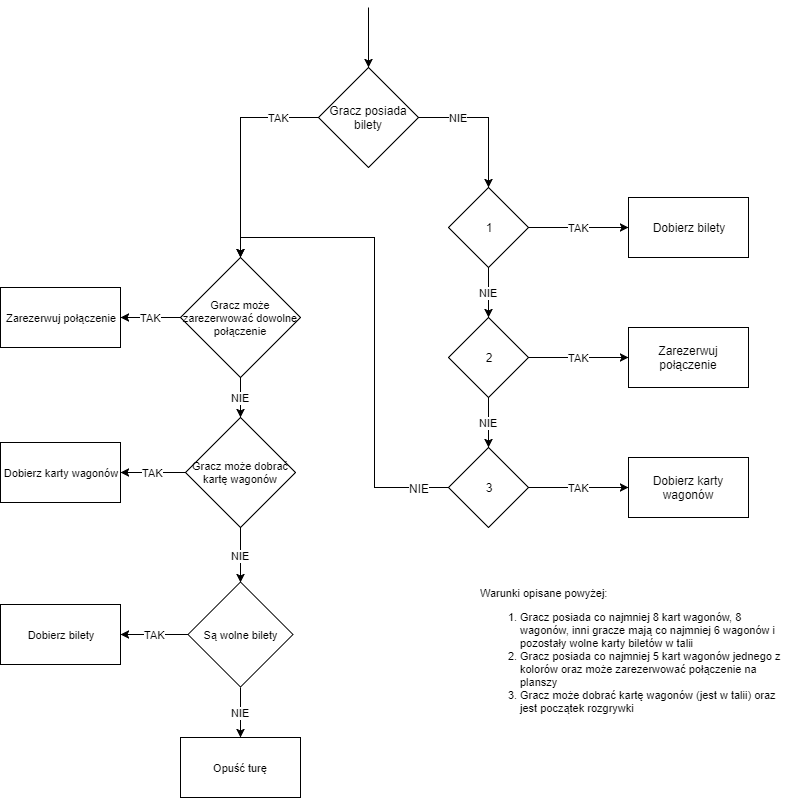 Gracz posiada
bilety
TAK
NIE
1
TAK
Dobierz bilety
NIE
Gracz może
zarezerwować dowolne
połączenie
TAK
Zarezerwuj połączenie
NIE
2
TAK
Zarezerwuj
połączenie
NIE
Gracz może dobrać
kartę wagonów
TAK
Dobierz karty wagonów
NIE
3
TAK
Dobierz karty
wagonów
NIE
NIE
Są wolne bilety
TAK
Dobierz bilety
NIE
Opuść turę
Warunki opisane powyżej:
1. Gracz posiada co najmniej 8 kart wagonów, 8
wagonów, inni gracze mają co najmniej 6 wagonów i
pozostały wolne karty biletów w talii
2. Gracz posiada co najmniej 5 kart wagonów jednego z
kolorów oraz może zarezerwować połączenie na
planszy
3. Gracz może dobrać kartę wagonów (jest w talii) oraz
jest początek rozgrywki